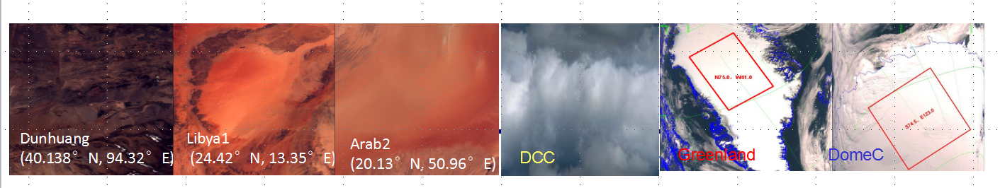 Dunhuang
(40.138° N, 94.32° E)
Libya1
(24.42° N, 13.35° E)
Arab2
(20.13° N, 50.96° E)
DCC
N75.0, W41.0
Greenland
S74.5, E123.0
DomeC